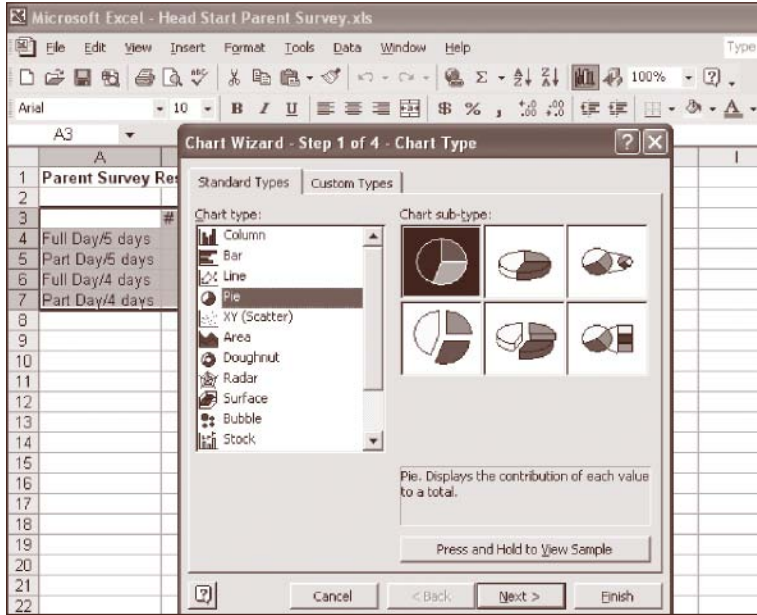 Microsoft Excel - Head Start Parent Survey.xls
File Edit View Insert Format Tools Data Window Help Type
100%
Arial 10 B I U $ % ,
A3
Chart Wizard - Step 1 of 4 - Chart Type
A I
1 Parent Survey Res
2
3 #
4 Full Day/5 days
5 Part Day/5 days
6 Full Day/4 days
7 Part Day/4 days
8
9
10
11
12
13
14
15
16
17
18
19
20
21
22
Standard Types Custom Types
Chart type:
Column
Bar
Line
Pie
XY (Scatter)
Area
Doughnut
Radar
Surface
Bubble
Stock
Chart sub-type:
Pie. Displays the contribution of each value
to a total.
Press and Hold to View Sample
Cancel < Back Next > Finish